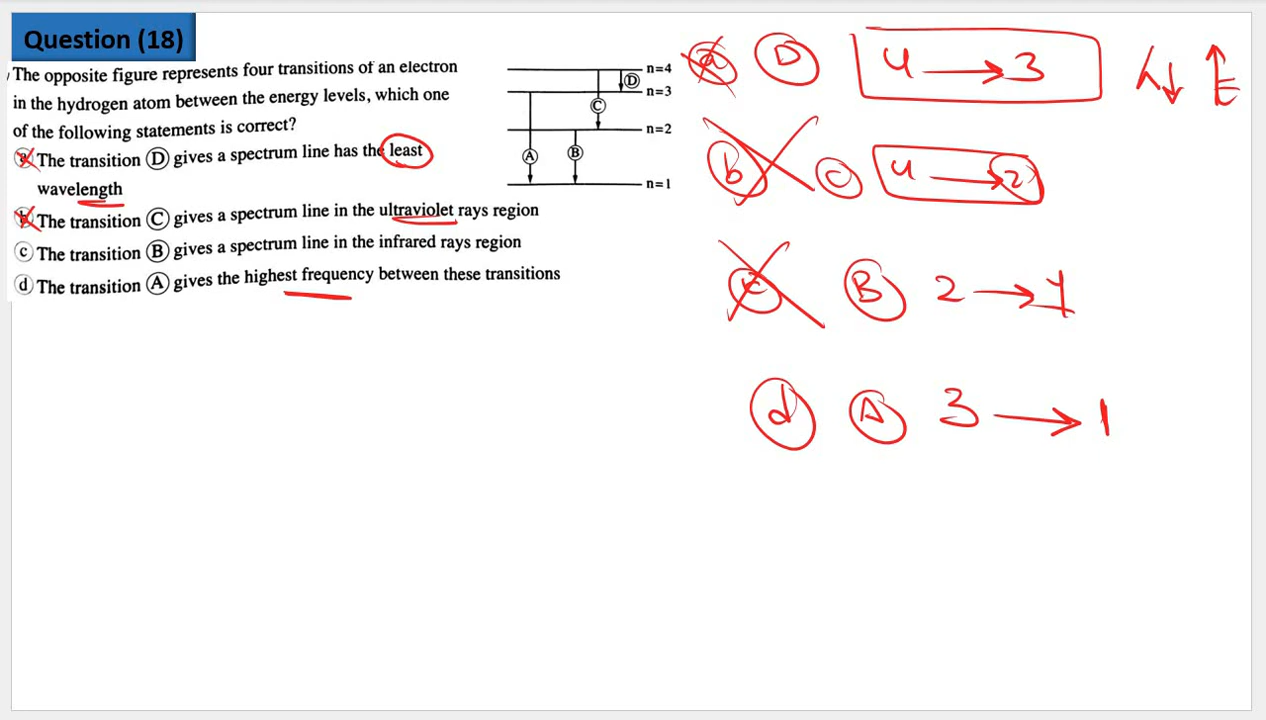 Question (18)
The opposite figure represents four transitions of an electron
in the hydrogen atom between the energy levels, which one
of the following statements is correct?
a The transition D gives a spectrum line has the least
wavelength
b The transition C gives a spectrum line in the ultraviolet rays region
c The transition B gives a spectrum line in the infrared rays region
d The transition A gives the highest frequency between these transitions
n=4
D
n=3
C
n=2
A B
n=1
a D 4 → 3 λ↓ ↑E
b C 4 → 2
c B 2 → 1
d A 3 → 1